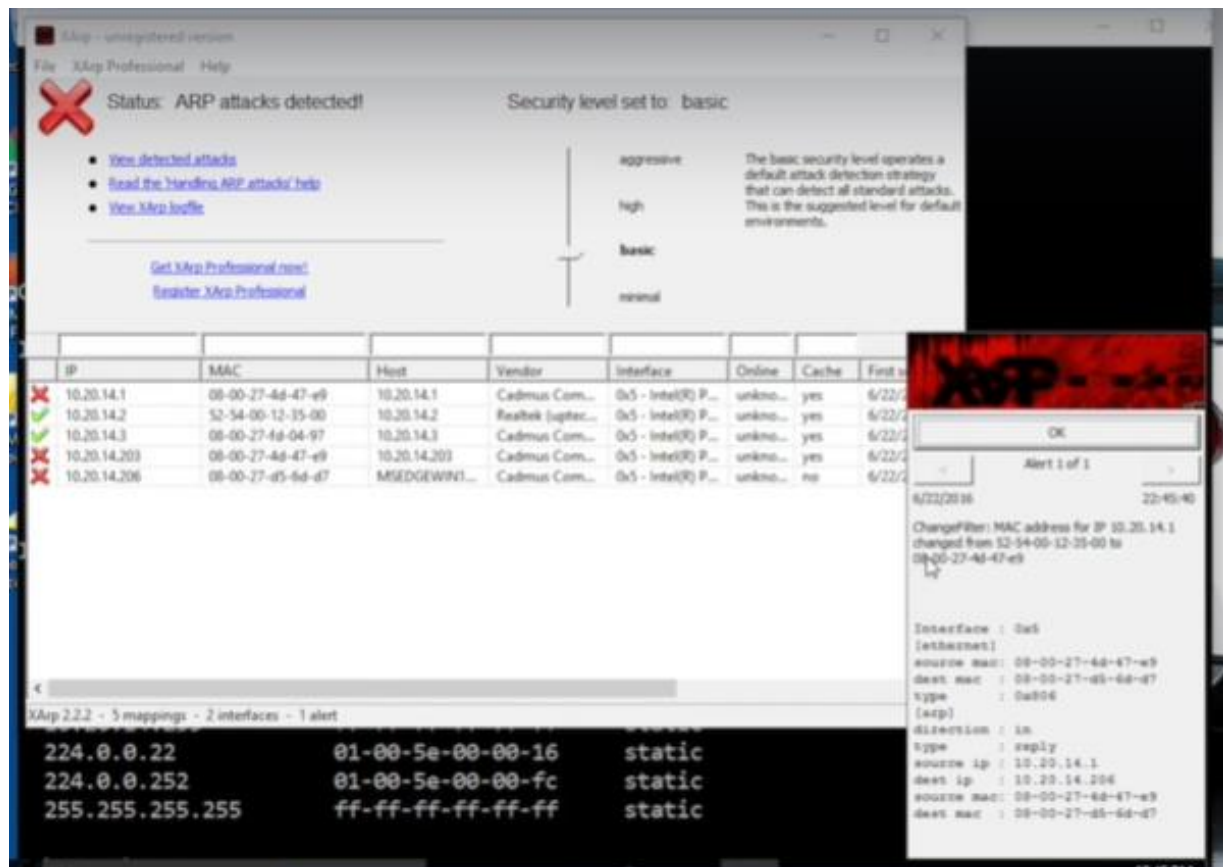 XArp - unregistered version
File XArp Professional Help
Status: ARP attacks detected!
Security level set to: basic
View detected attacks
Read the 'Handling ARP attacks' help
View XArp logfile
Get XArp Professional now!
Register XArp Professional
aggressive
high
basic
minimal
The basic security level operates a
default attack detection strategy
that can detect all standard attacks.
This is the suggested level for default
environments.
IP MAC Host Vendor Interface Online Cache First
10.20.14.1 08-00-27-4d-47-e9 10.20.14.1 Cadmus Com... 0x5 - Intel(R) P... unkno... yes 6/22/2
10.20.14.2 52-54-00-12-35-00 10.20.14.2 Realtek (uptec... 0x5 - Intel(R) P... unkno... yes 6/22/2
10.20.14.3 08-00-27-fd-04-97 10.20.14.3 Cadmus Com... 0x5 - Intel(R) P... unkno... yes 6/22/2
10.20.14.203 08-00-27-4d-47-e9 10.20.14.203 Cadmus Com... 0x5 - Intel(R) P... unkno... yes 6/22/2
10.20.14.206 08-00-27-d5-6d-d7 MSEDGEWIN1... Cadmus Com... 0x5 - Intel(R) P... unkno... no 6/22/2
XArp 2.2.2 - 5 mappings - 2 interfaces - 1 alert
XArp
OK
< Alert 1 of 1 >
6/22/2016 22:45:40
ChangeFilter: MAC address for IP 10.20.14.1
changed from 52-54-00-12-35-00 to
08-00-27-4d-47-e9
Interface : 0x5
[ethernet]
source mac: 08-00-27-4d-47-e9
dest mac : 08-00-27-d5-6d-d7
type : 0x806
[arp]
direction : in
type : reply
source ip : 10.20.14.1
dest ip : 10.20.14.206
source mac: 08-00-27-4d-47-e9
dest mac : 08-00-27-d5-6d-d7
224.0.0.22 01-00-5e-00-00-16 static
224.0.0.252 01-00-5e-00-00-fc static
255.255.255.255 ff-ff-ff-ff-ff-ff static